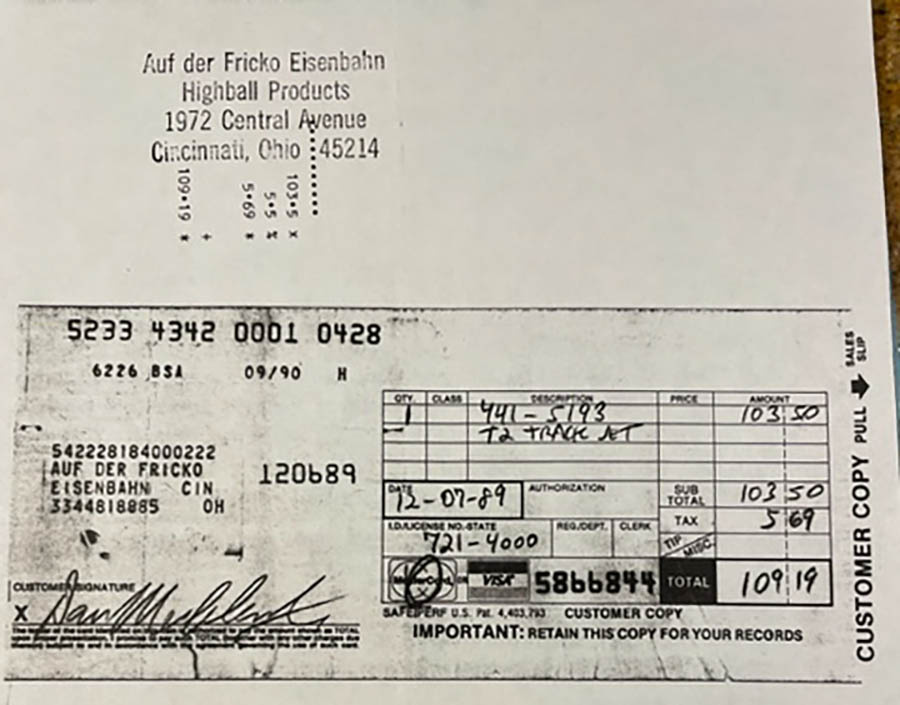 Auf der Fricko Eisenbahn
Highball Products
1972 Central Avenue
Cincinnati, Ohio 45214
103•5 x
5•5 %
5•69 *
+
109•19 *
5233 4342 0001 0428
6226 BSA 09/90 H
542228184000222
AUF DER FRICKO
EISENBAHN CIN
3344818885 OH
120689
QTY. CLASS DESCRIPTION PRICE AMOUNT
1 441-5193 103 50
T2 TRACK JET
DATE 12-07-89 AUTHORIZATION SUB TOTAL 103 50
I.D./LICENSE NO.-STATE REG./DEPT. CLERK TAX 5 69
721-4000 TIP MISC.
MasterCard OR VISA 5866844 TOTAL 109 19
CUSTOMER SIGNATURE
X
SAFEPERF U.S. Pat. 4,403,793 CUSTOMER COPY
IMPORTANT: RETAIN THIS COPY FOR YOUR RECORDS
CUSTOMER COPY PULL SALES SLIP